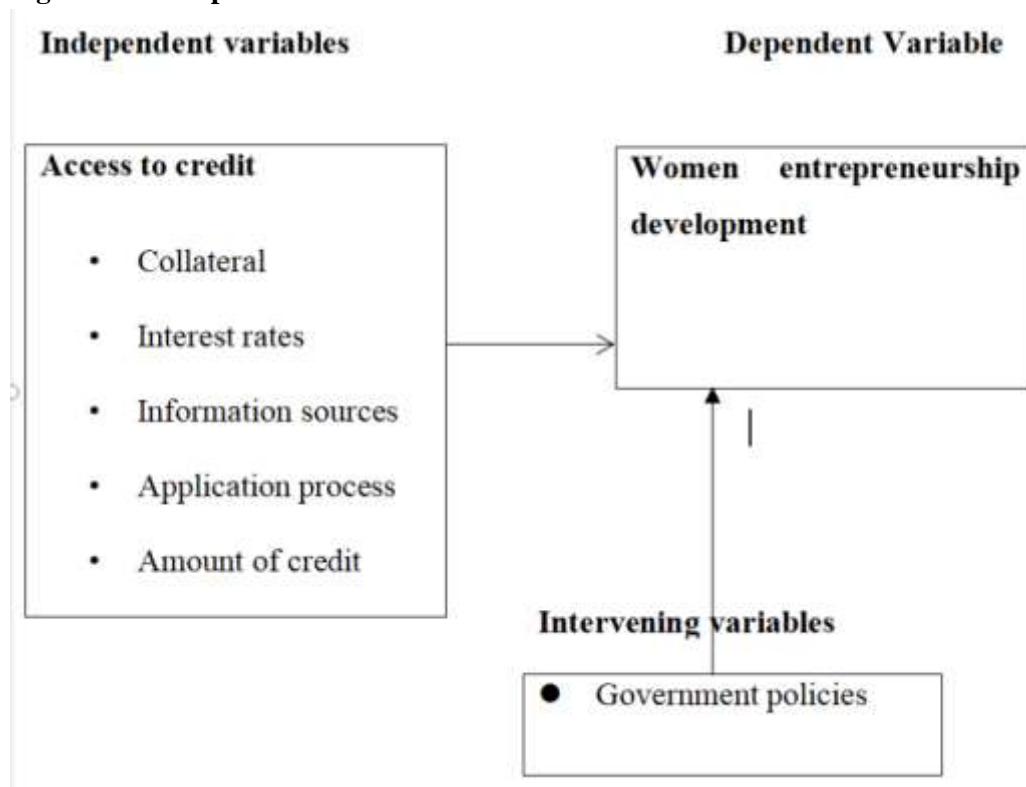 Independent variables
Dependent Variable
Access to credit
• Collateral
• Interest rates
• Information sources
• Application process
• Amount of credit
Women entrepreneurship
development
Intervening variables
● Government policies